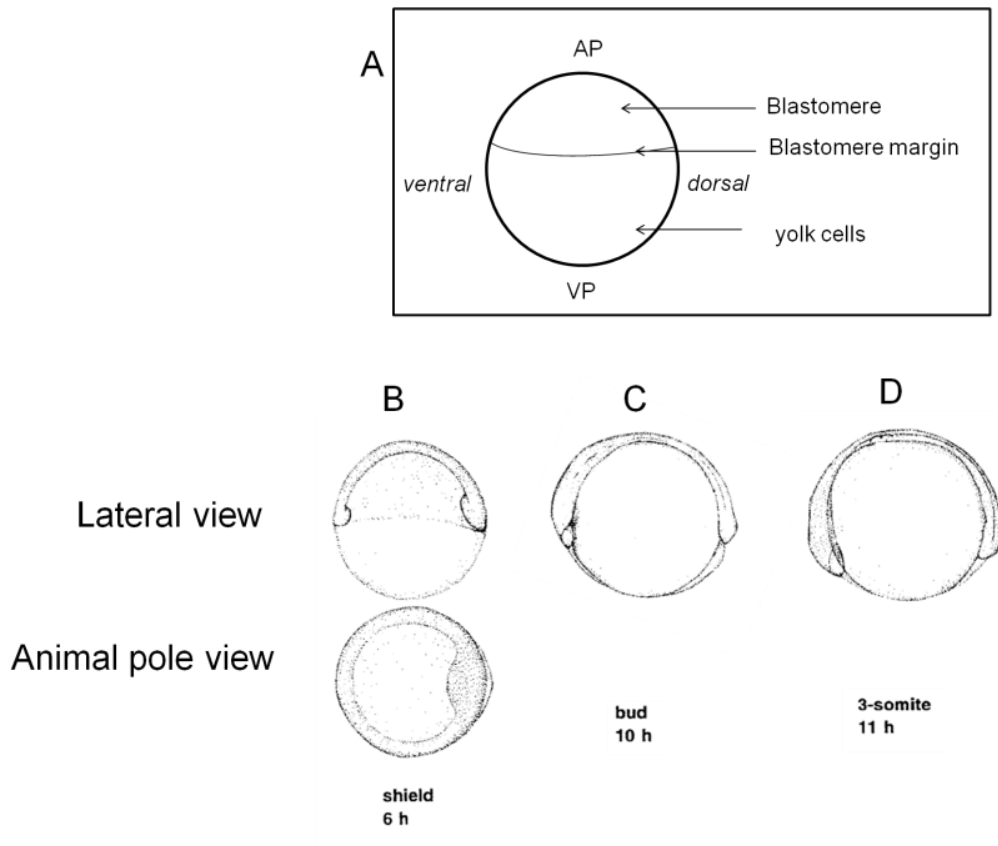 A
AP
Blastomere
Blastomere margin
ventral
dorsal
yolk cells
VP
B
C
D
Lateral view
Animal pole view
bud
10 h
3-somite
11 h
shield
6 h